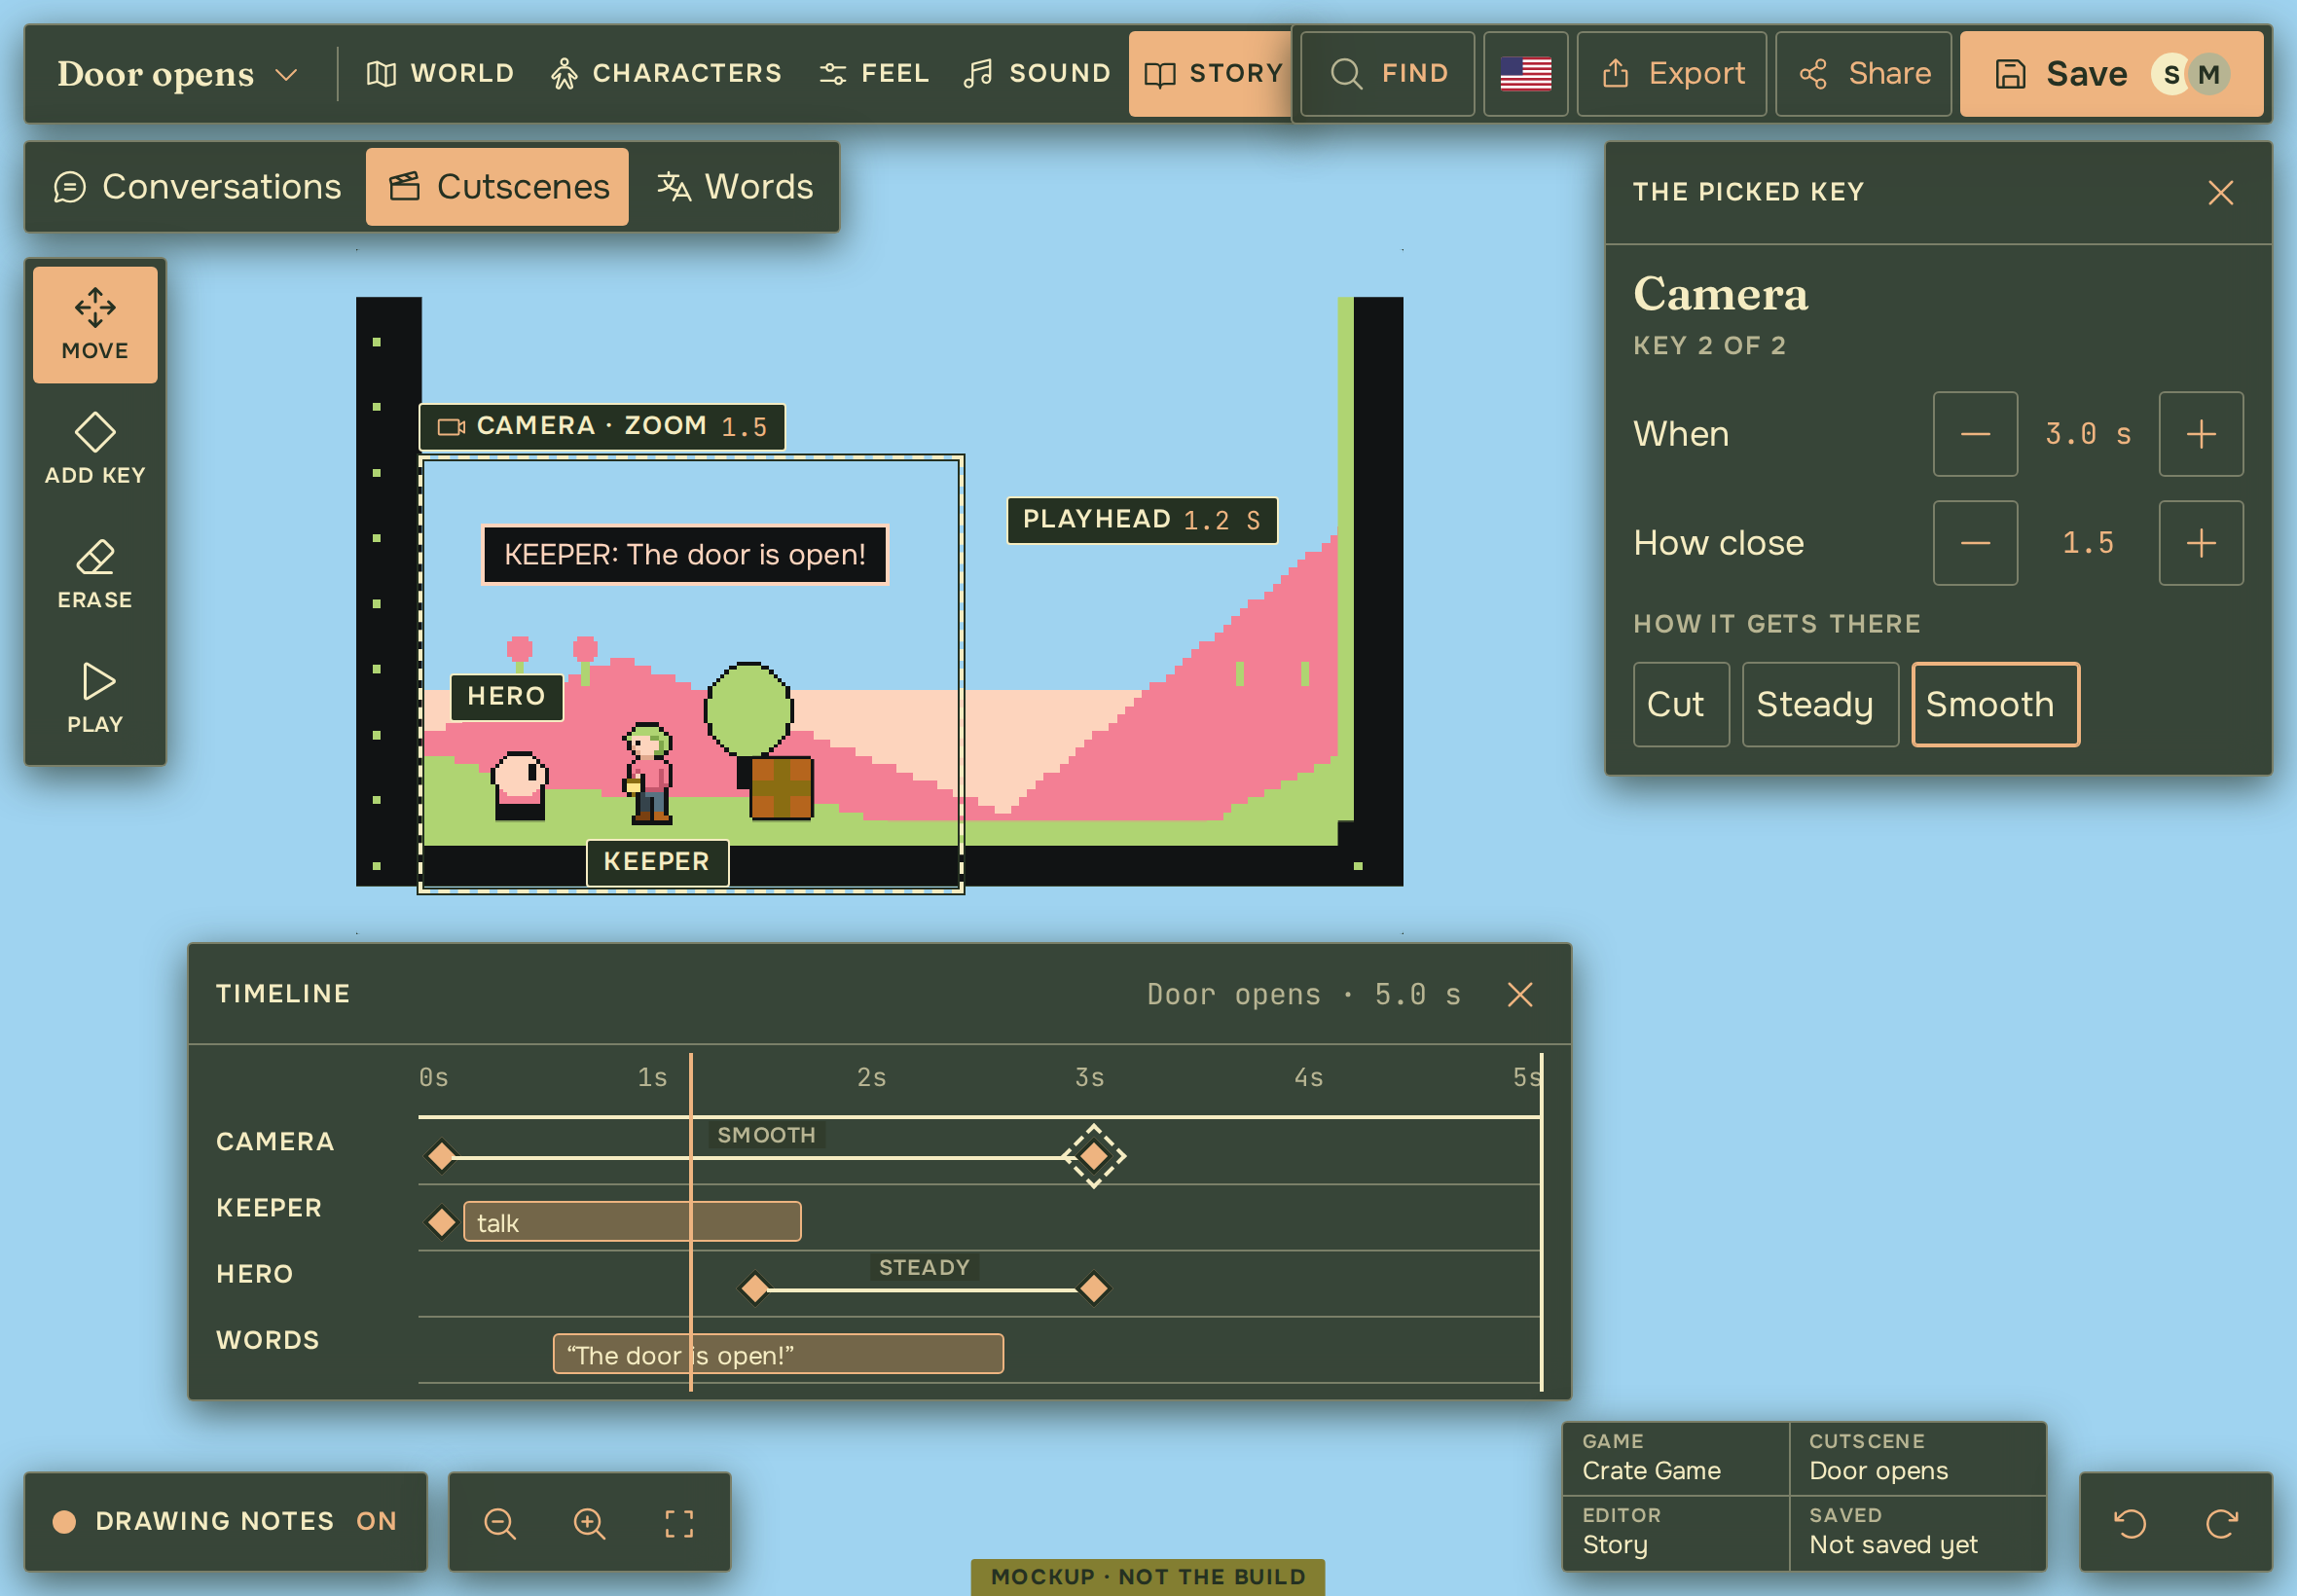 Door opens
WORLD
CHARACTERS
FEEL
SOUND
STORY
FIND
Export
Share
Save
S
M
Conversations
Cutscenes
Words
THE PICKED KEY
MOVE
ADD KEY
ERASE
PLAY
Camera
KEY 2 OF 2
When
3.0 s
How close
1.5
HOW IT GETS THERE
Cut
Steady
Smooth
CAMERA · ZOOM 1.5
PLAYHEAD 1.2 S
KEEPER: The door is open!
HERO
KEEPER
TIMELINE
Door opens · 5.0 s
0s
1s
2s
3s
4s
5s
CAMERA
SMOOTH
KEEPER
talk
HERO
STEADY
WORDS
“The door is open!”
DRAWING NOTES ON
GAME
Crate Game
CUTSCENE
Door opens
EDITOR
Story
SAVED
Not saved yet
MOCKUP · NOT THE BUILD